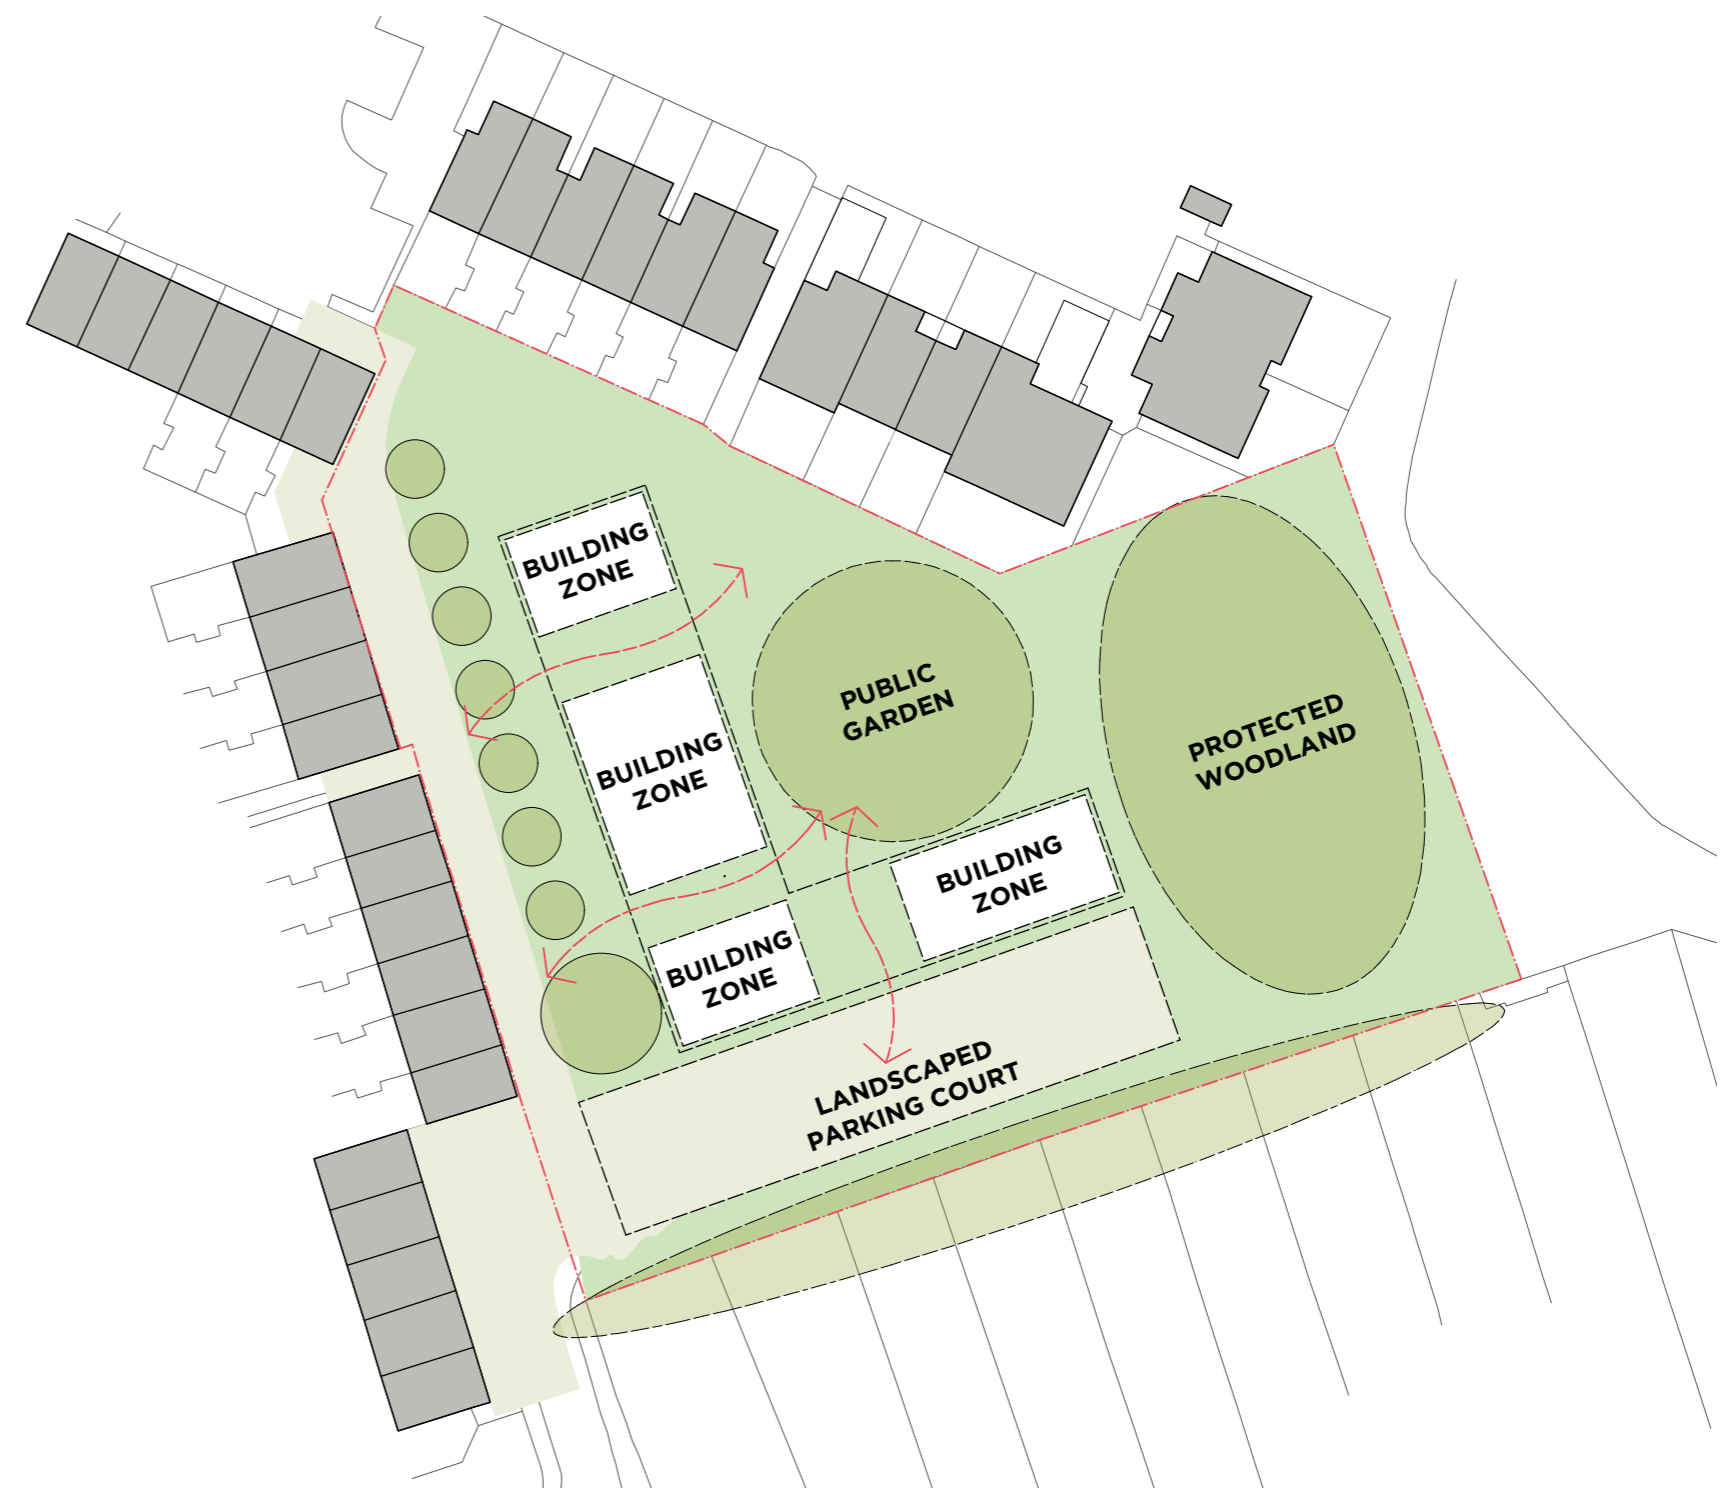 BUILDING
ZONE
PUBLIC
GARDEN
PROTECTED
WOODLAND
BUILDING
ZONE
BUILDING
ZONE
BUILDING
ZONE
LANDSCAPED
PARKING COURT